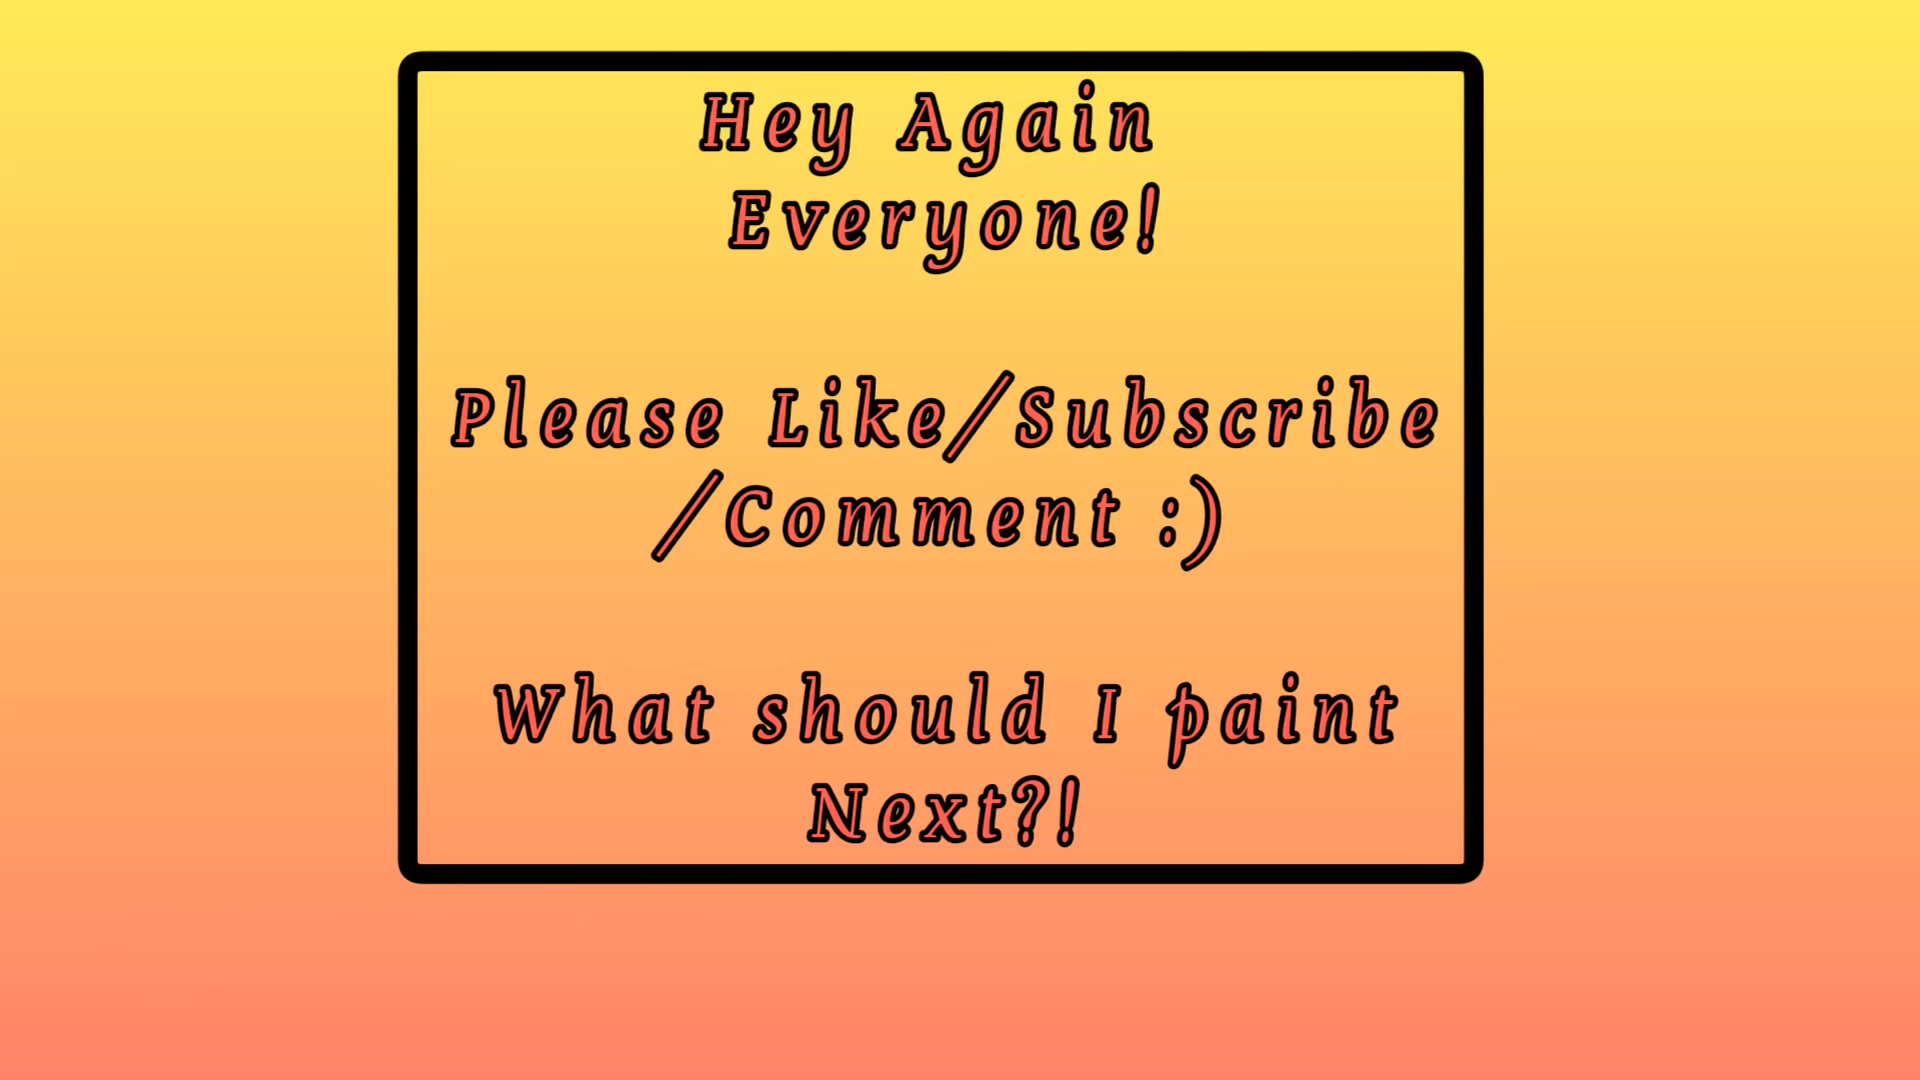 Hey Again
Everyone!
Please Like/Subscribe
/Comment :)
What should I paint
Next?!